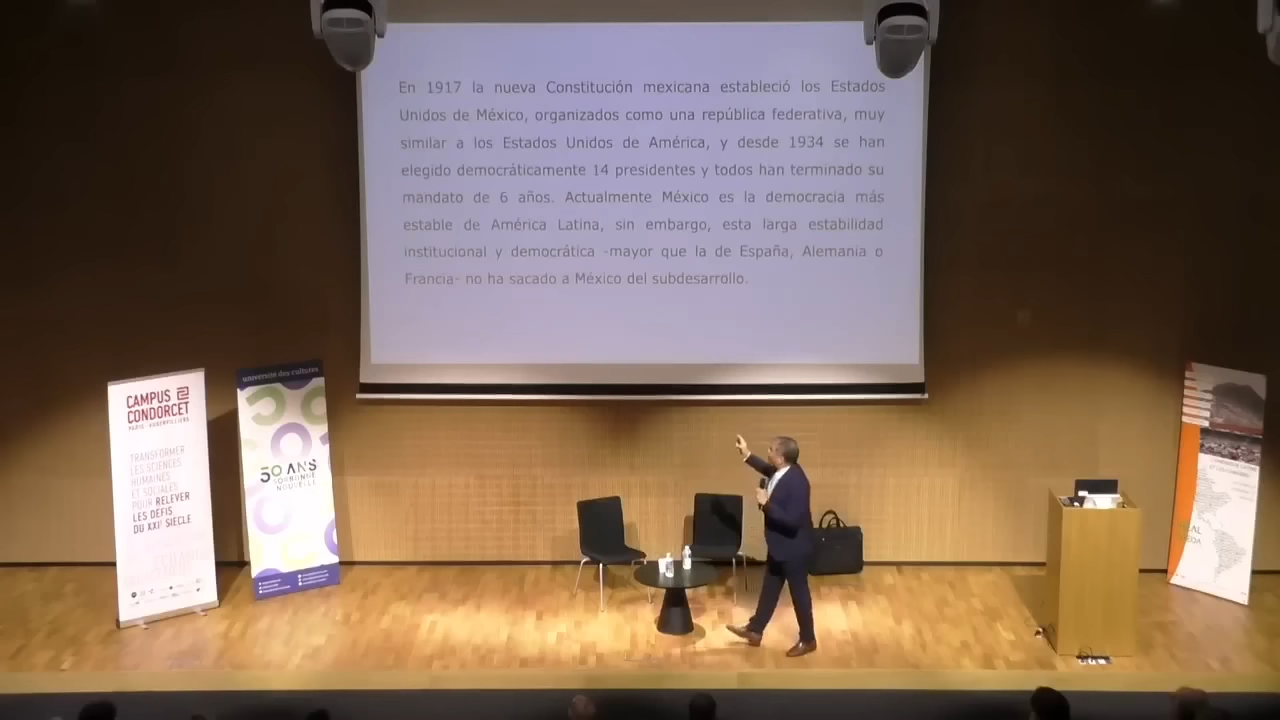 En 1917 la nueva Constitución mexicana estableció los Estados
Unidos de México, organizados como una república federativa, muy
similar a los Estados Unidos de América, y desde 1934 se han
elegido democráticamente 14 presidentes y todos han terminado su
mandato de 6 años. Actualmente México es la democracia más
estable de América Latina, sin embargo, esta larga estabilidad
institucional y democrática -mayor que la de España, Alemania o
Francia- no ha sacado a México del subdesarrollo.
CAMPUS
CONDORCET
PARIS - AUBERVILLIERS
TRANSFORMER
LES SCIENCES
HUMAINES
ET SOCIALES
POUR RELEVER
LES DÉFIS
DU XXIe SIÈCLE
université des cultures
50 ANS
SORBONNE
NOUVELLE